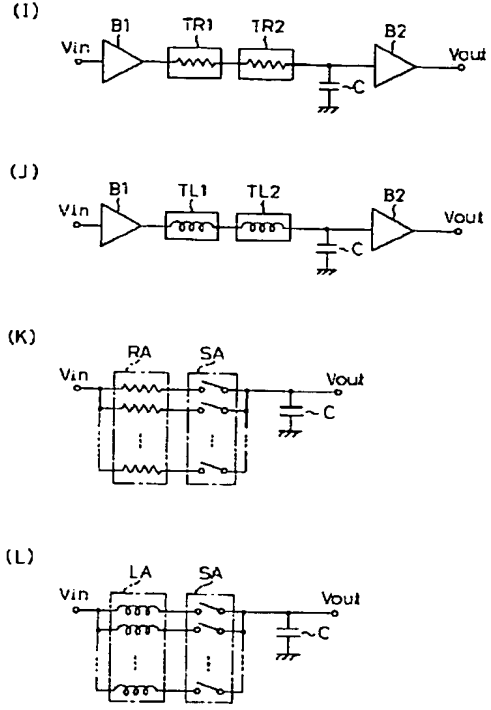 (I)
Vin B1 TR1 TR2 B2 Vout
C
(J)
Vin B1 TL1 TL2 B2 Vout
C
(K)
Vin RA SA Vout
C
(L)
Vin LA SA Vout
C